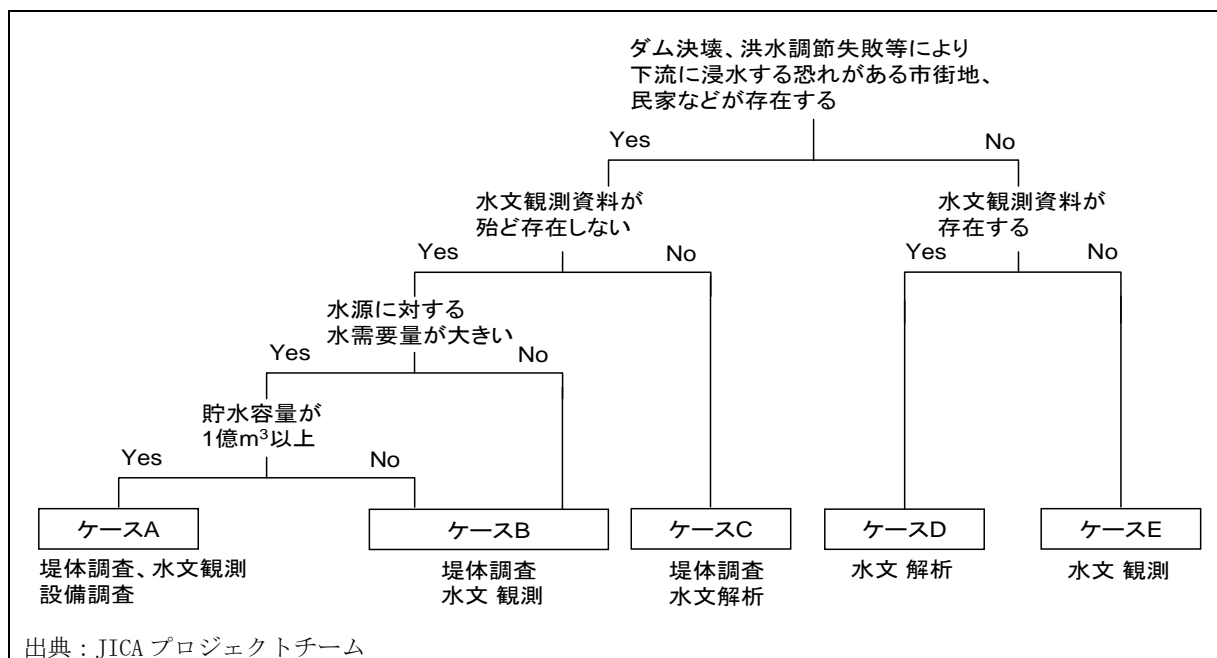 ダム決壊、洪水調節失敗等により
下流に浸水する恐れがある市街地、
民家などが存在する
Yes
No
水文観測資料が
殆ど存在しない
水文観測資料が
存在する
Yes
No
Yes
No
水源に対する
水需要量が大きい
Yes
No
貯水容量が
1億m³以上
Yes
No
ケースA
ケースB
ケースC
ケースD
ケースE
堤体調査、水文観測
設備調査
堤体調査
水文 観測
堤体調査
水文解析
水文 解析
水文 観測
出典:JICA プロジェクトチーム